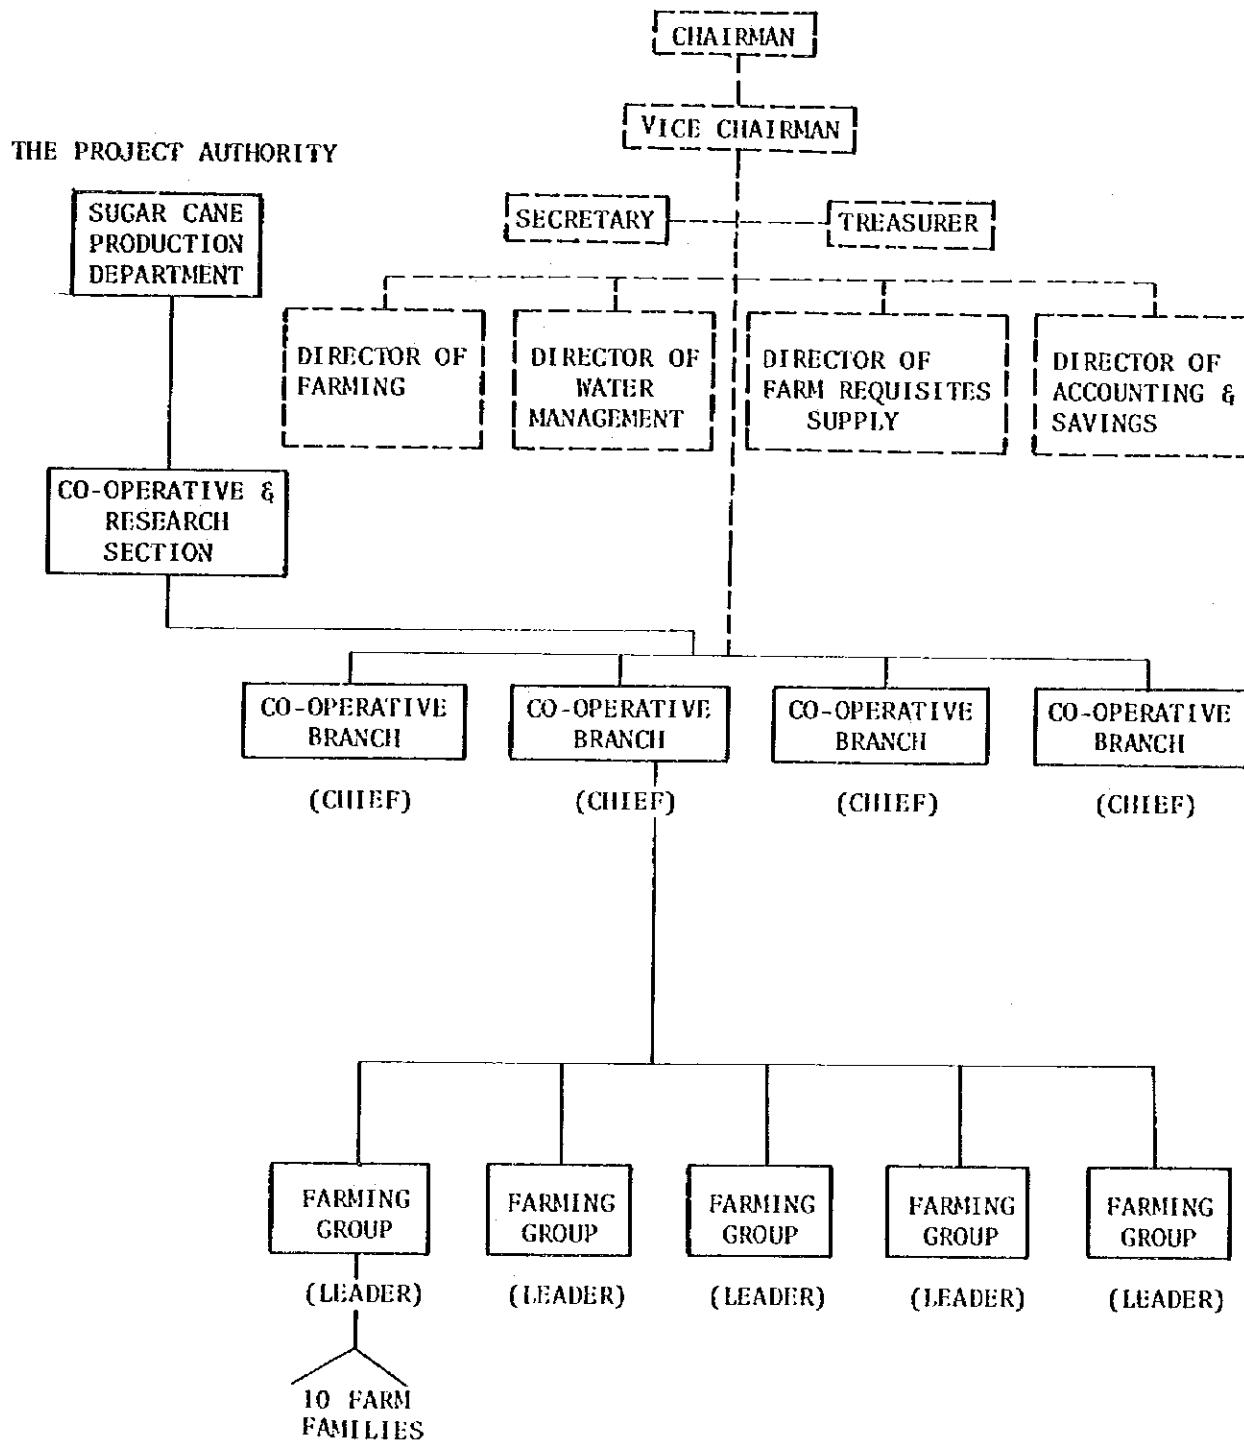 CHAIRMAN
VICE CHAIRMAN
THE PROJECT AUTHORITY
SUGAR CANE
PRODUCTION
DEPARTMENT
SECRETARY
TREASURER
DIRECTOR OF
FARMING
DIRECTOR OF
WATER
MANAGEMENT
DIRECTOR OF
FARM REQUISITES
SUPPLY
DIRECTOR OF
ACCOUNTING &
SAVINGS
CO-OPERATIVE &
RESEARCH
SECTION
CO-OPERATIVE
BRANCH
(CHIEF)
CO-OPERATIVE
BRANCH
(CHIEF)
CO-OPERATIVE
BRANCH
(CHIEF)
CO-OPERATIVE
BRANCH
(CHIEF)
FARMING
GROUP
(LEADER)
FARMING
GROUP
(LEADER)
FARMING
GROUP
(LEADER)
FARMING
GROUP
(LEADER)
FARMING
GROUP
(LEADER)
10 FARM
FAMILIES